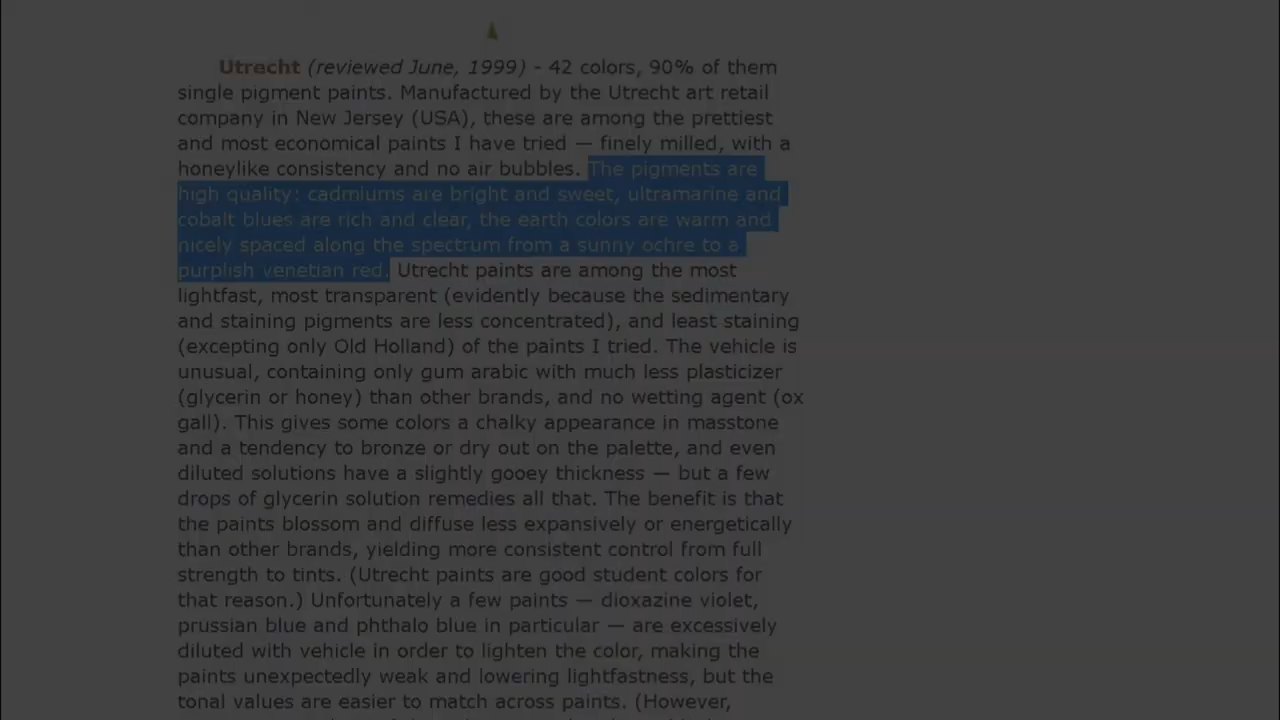 Utrecht (reviewed June, 1999) - 42 colors, 90% of them
single pigment paints. Manufactured by the Utrecht art retail
company in New Jersey (USA), these are among the prettiest
and most economical paints I have tried — finely milled, with a
honeylike consistency and no air bubbles. The pigments are
high quality: cadmiums are bright and sweet, ultramarine and
cobalt blues are rich and clear, the earth colors are warm and
nicely spaced along the spectrum from a sunny ochre to a
purplish venetian red. Utrecht paints are among the most
lightfast, most transparent (evidently because the sedimentary
and staining pigments are less concentrated), and least staining
(excepting only Old Holland) of the paints I tried. The vehicle is
unusual, containing only gum arabic with much less plasticizer
(glycerin or honey) than other brands, and no wetting agent (ox
gall). This gives some colors a chalky appearance in masstone
and a tendency to bronze or dry out on the palette, and even
diluted solutions have a slightly gooey thickness — but a few
drops of glycerin solution remedies all that. The benefit is that
the paints blossom and diffuse less expansively or energetically
than other brands, yielding more consistent control from full
strength to tints. (Utrecht paints are good student colors for
that reason.) Unfortunately a few paints — dioxazine violet,
prussian blue and phthalo blue in particular — are excessively
diluted with vehicle in order to lighten the color, making the
paints unexpectedly weak and lowering lightfastness, but the
tonal values are easier to match across paints. (However,